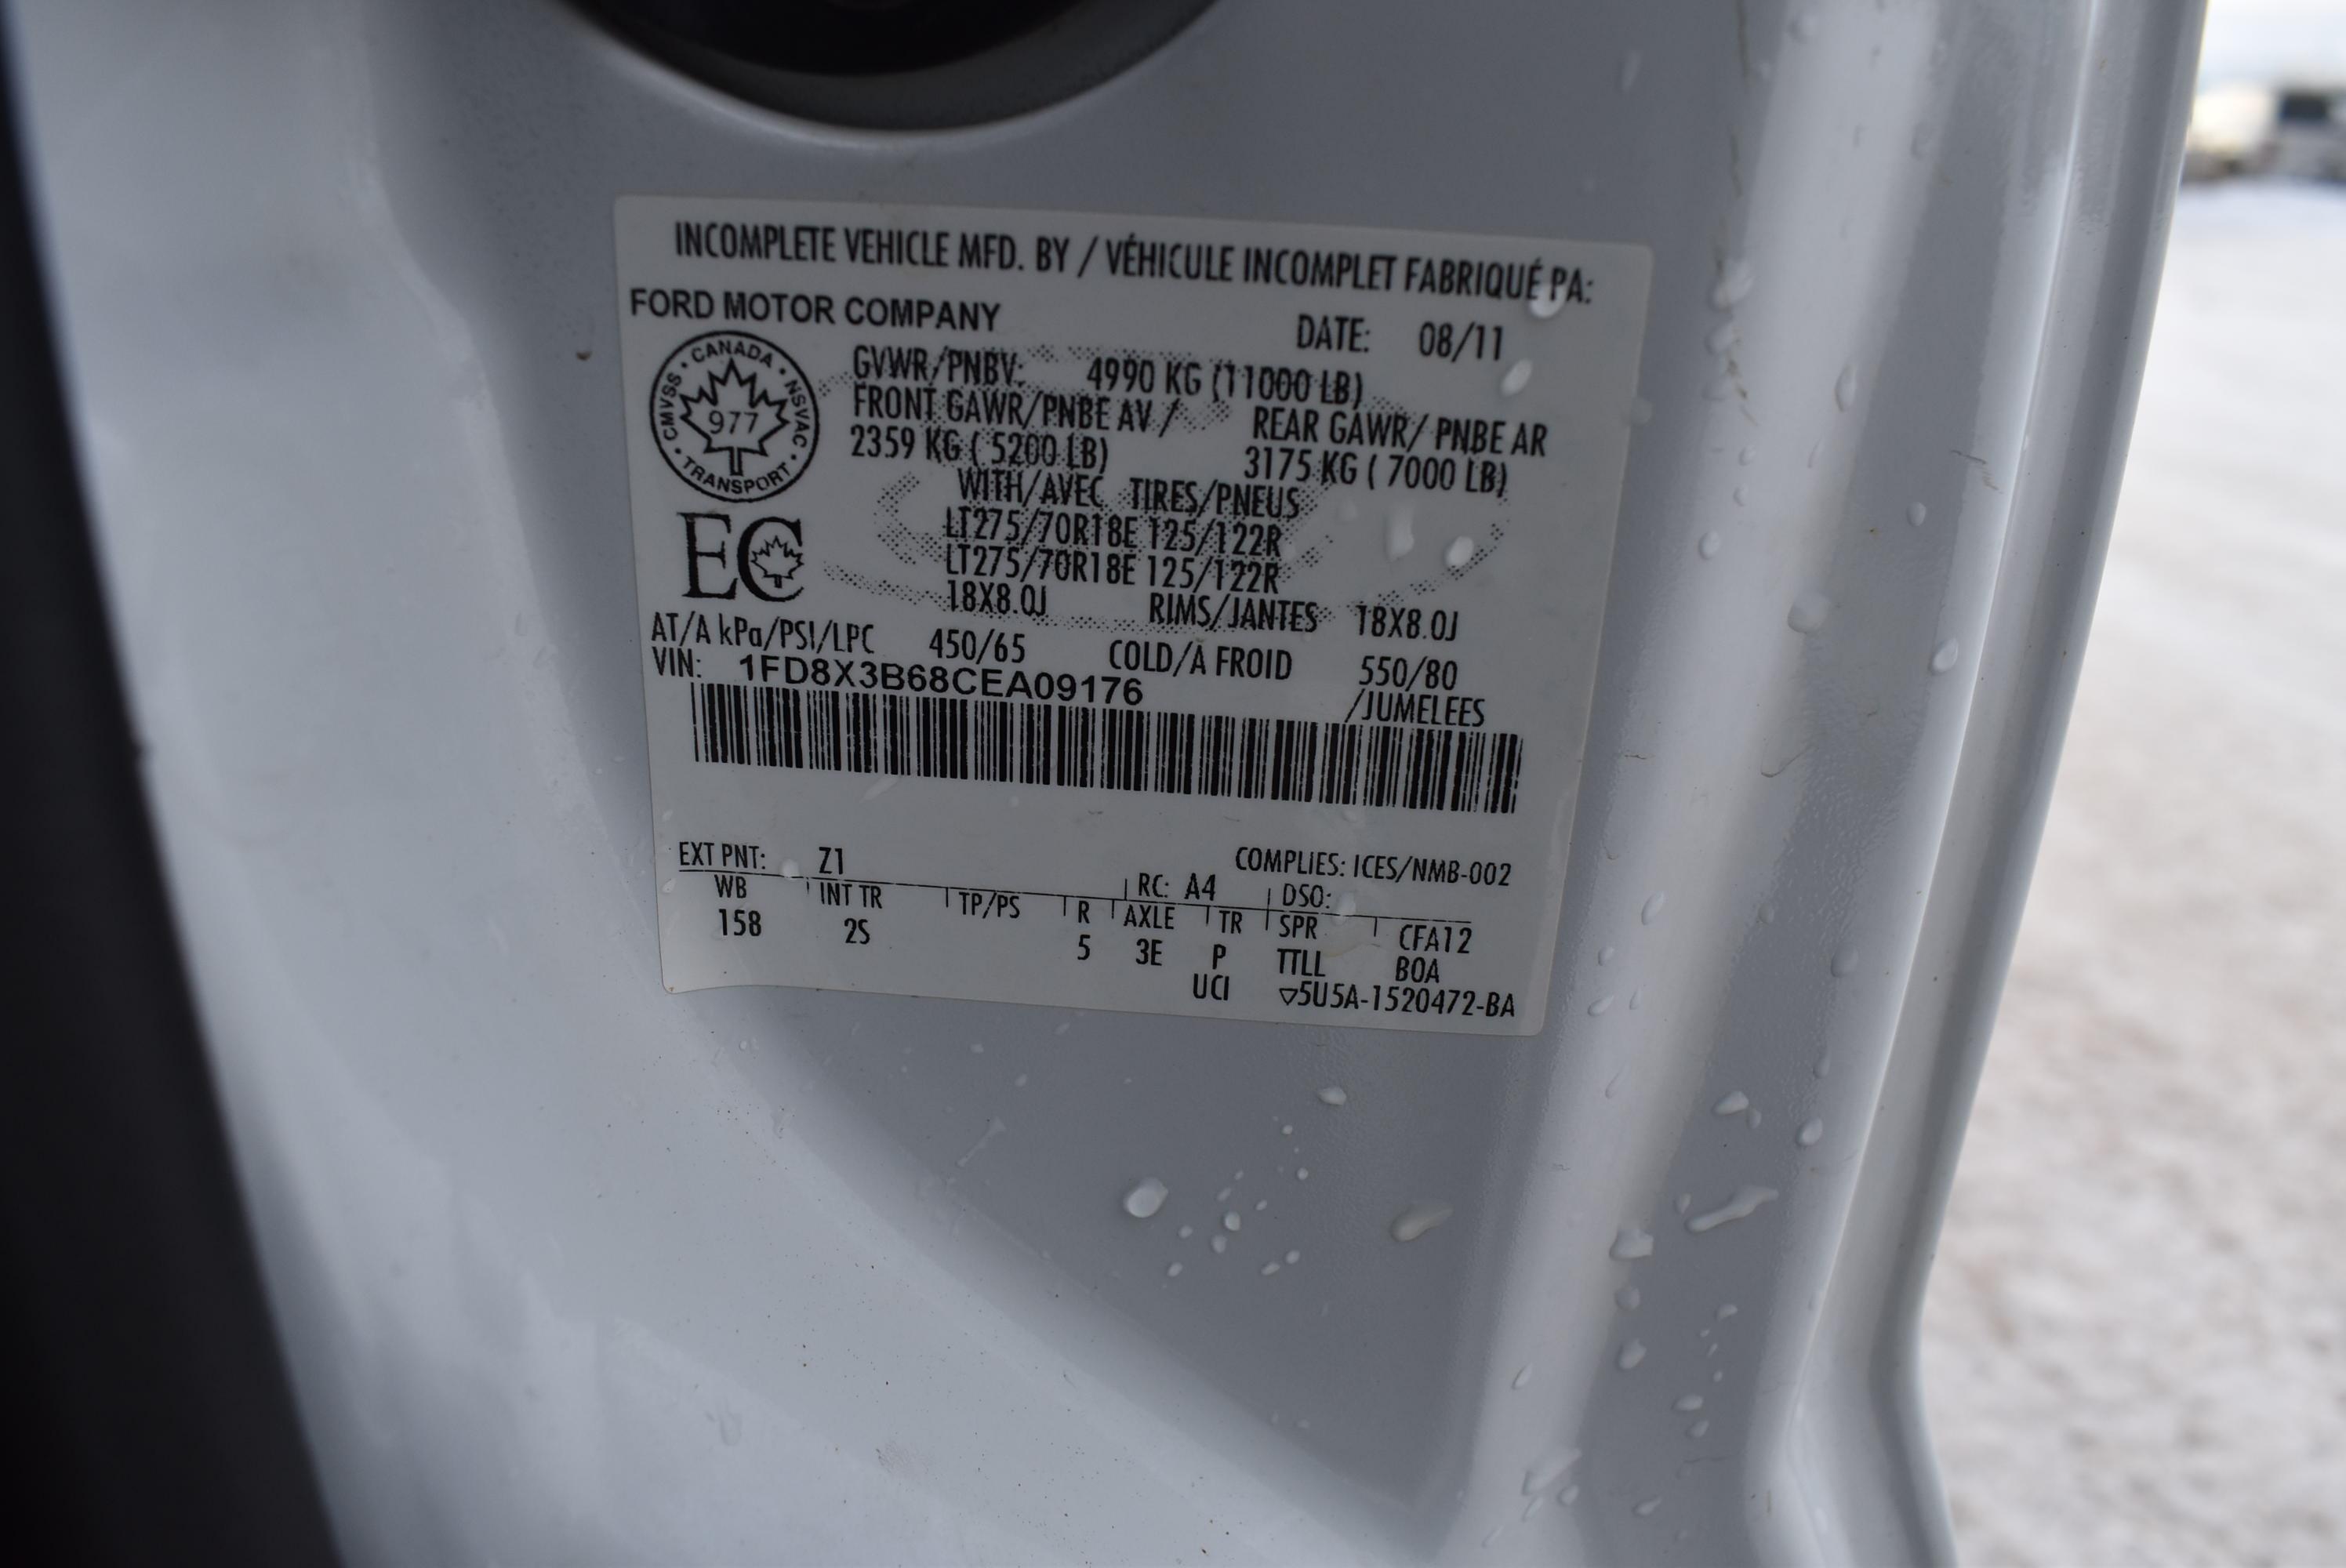 INCOMPLETE VEHICLE MFD. BY / VÉHICULE INCOMPLET FABRIQUÉ PA:
FORD MOTOR COMPANY
DATE: 08/11
CANADA
CMVSS
NSVAC
977
TRANSPORT
GVWR/PNBV: 4990 KG (11000 LB)
FRONT GAWR/PNBE AV / REAR GAWR/ PNBE AR
2359 KG ( 5200 LB) 3175 KG ( 7000 LB)
WITH/AVEC TIRES/PNEUS
LT275/70R18E 125/122R
EC
LT275/70R18E 125/122R
18X8.0J RIMS/JANTES 18X8.0J
AT/A kPa/PSI/LPC 450/65 COLD/À FROID 550/80
VIN: 1FD8X3B68CEA09176 /JUMELEES
EXT PNT: Z1 COMPLIES: ICES/NMB-002
RC: A4 DSO:
WB INT TR TP/PS R AXLE TR SPR CFA12
158 2S 5 3E P TTLL BOA
UCI ▽5U5A-1520472-BA